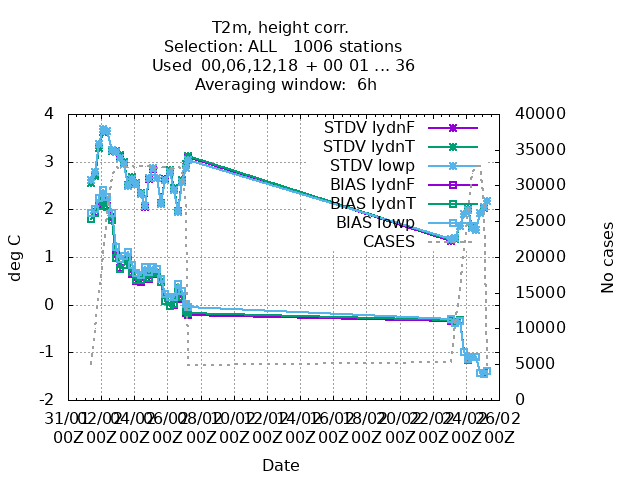 T2m, height corr.
Selection: ALL   1006 stations
Used  00,06,12,18 + 00 01 ... 36
Averaging window:  6h
4
3
2
1
0
-1
-2
deg C
40000
35000
30000
25000
20000
15000
10000
5000
0
No cases
STDV lydnF
STDV lydnT
STDV lowp
BIAS lydnF
BIAS lydnT
BIAS lowp
CASES
31/01 02/02 04/02 06/02 08/02 10/02 12/02 14/02 16/02 18/02 20/02 22/02 24/02 26/02
00Z 00Z 00Z 00Z 00Z 00Z 00Z 00Z 00Z 00Z 00Z 00Z 00Z 00Z
Date